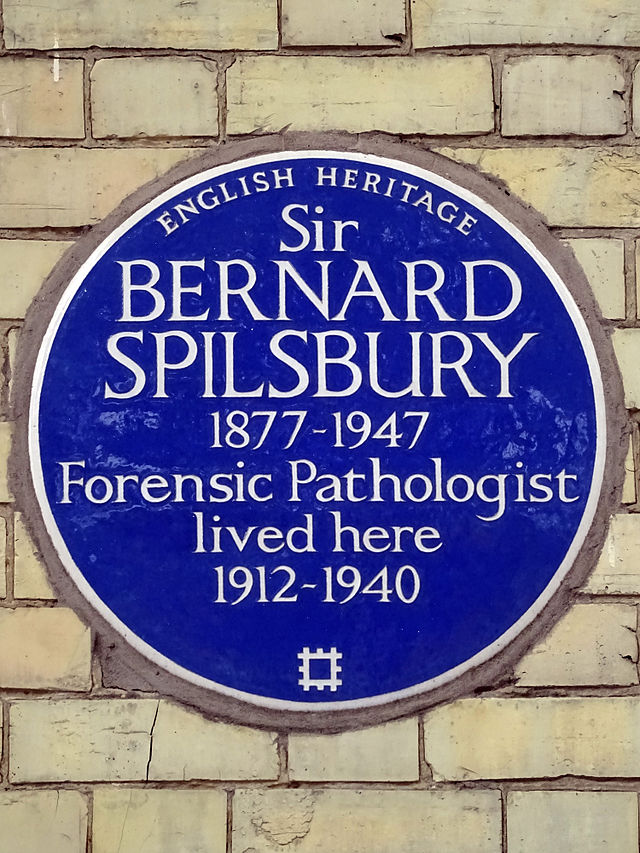 ENGLISH HERITAGE
Sir
BERNARD
SPILSBURY
1877-1947
Forensic Pathologist
lived here
1912-1940